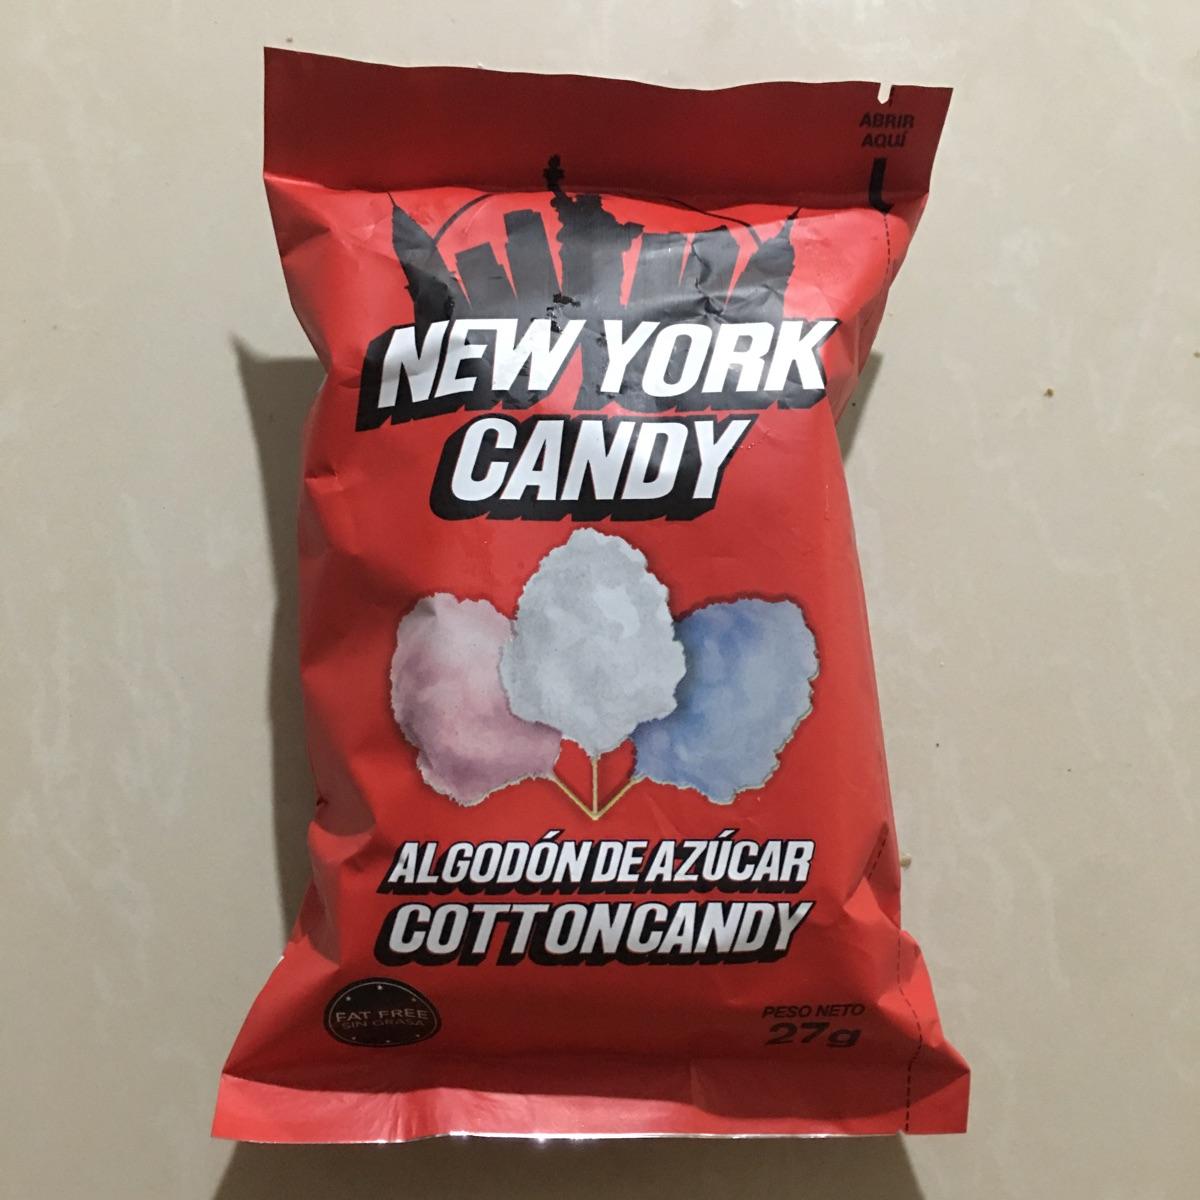 ABRIR
AQUÍ
NEW YORK
CANDY
ALGODÓN DE AZÚCAR
COTTONCANDY
FAT FREE
SIN GRASA
PESO NETO
27g